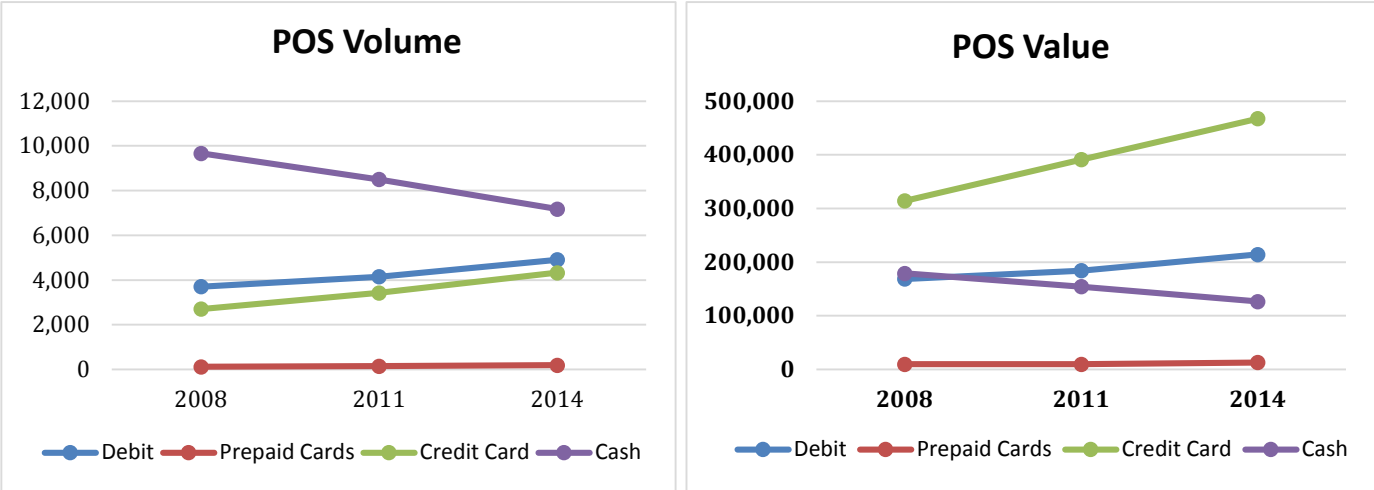 POS Volume
12,000
10,000
8,000
6,000
4,000
2,000
0
2008 2011 2014
Debit Prepaid Cards Credit Card Cash
POS Value
500,000
400,000
300,000
200,000
100,000
0
2008 2011 2014
Debit Prepaid Cards Credit Card Cash